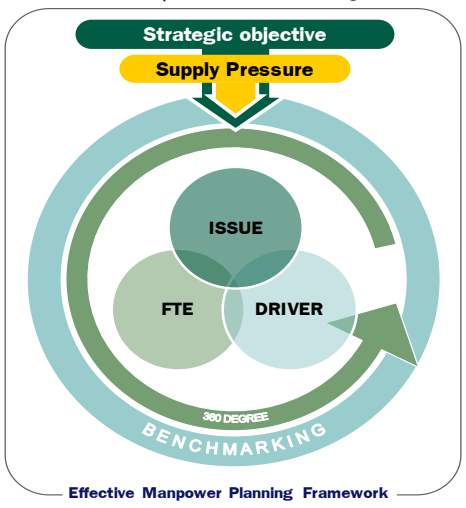 Strategic objective
Supply Pressure
ISSUE
FTE
DRIVER
360 DEGREE
BENCHMARKING
Effective Manpower Planning Framework